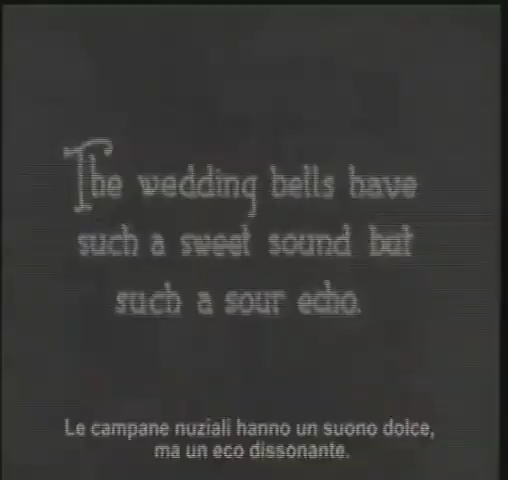 The wedding bells have
such a sweet sound but
such a sour echo.
Le campane nuziali hanno un suono dolce,
ma un eco dissonante.